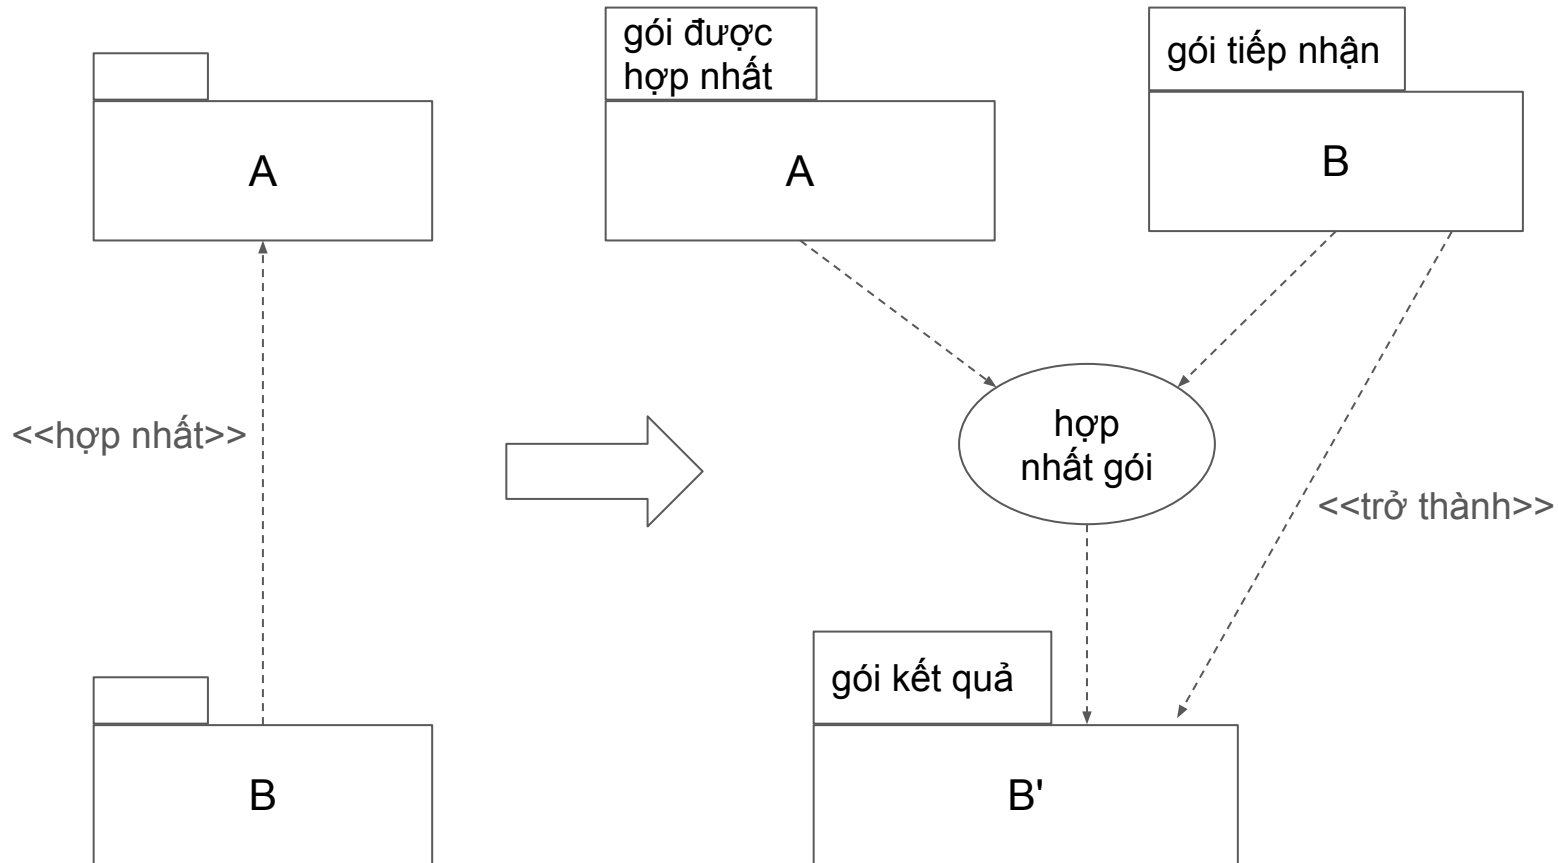 A
<<hợp nhất>>
B
gói được
hợp nhất
A
gói tiếp nhận
B
hợp
nhất gói
<<trở thành>>
gói kết quả
B'